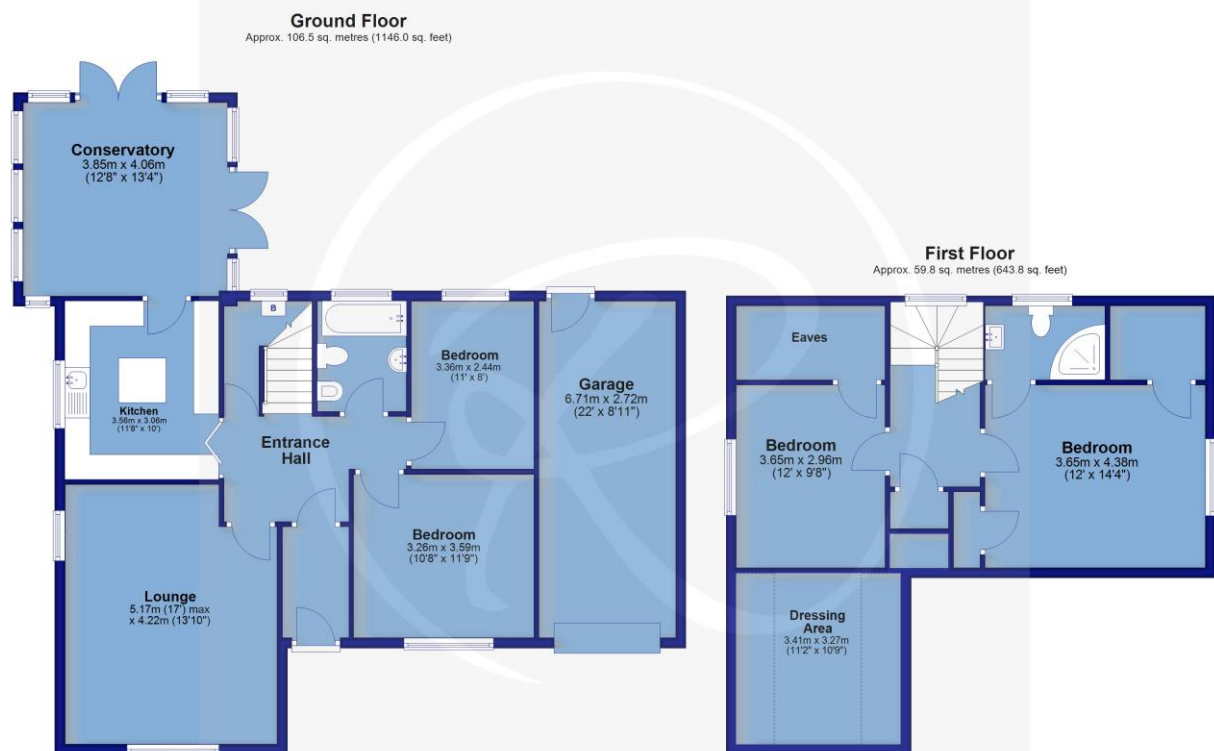 Ground Floor
Approx. 106.5 sq. metres (1146.0 sq. feet)
Conservatory
3.85m x 4.06m
(12'8" x 13'4")
B
Kitchen
3.56m x 3.06m
(11'8" x 10')
Entrance
Hall
Bedroom
3.36m x 2.44m
(11' x 8')
Garage
6.71m x 2.72m
(22' x 8'11")
Lounge
5.17m (17') max
x 4.22m (13'10")
Bedroom
3.26m x 3.59m
(10'8" x 11'9")
First Floor
Approx. 59.8 sq. metres (643.8 sq. feet)
Eaves
Bedroom
3.65m x 2.96m
(12' x 9'8")
Bedroom
3.65m x 4.38m
(12' x 14'4")
Dressing
Area
3.41m x 3.27m
(11'2" x 10'9")
R